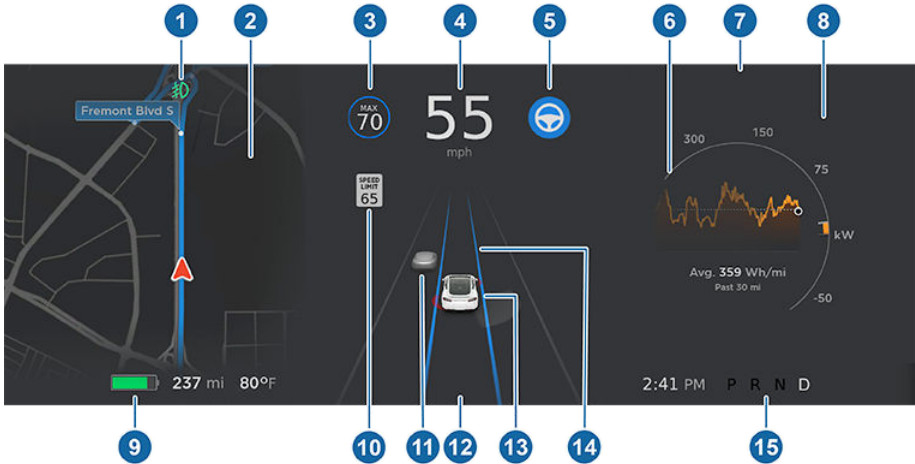 1 2 3 4 5 6 7 8
Fremont Blvd S
MAX
70
55
mph
SPEED
LIMIT
65
300
150
75
kW
-50
Avg. 359 Wh/mi
Past 30 mi
237 mi 80°F
2:41 PM P R N D
9 10 11 12 13 14 15